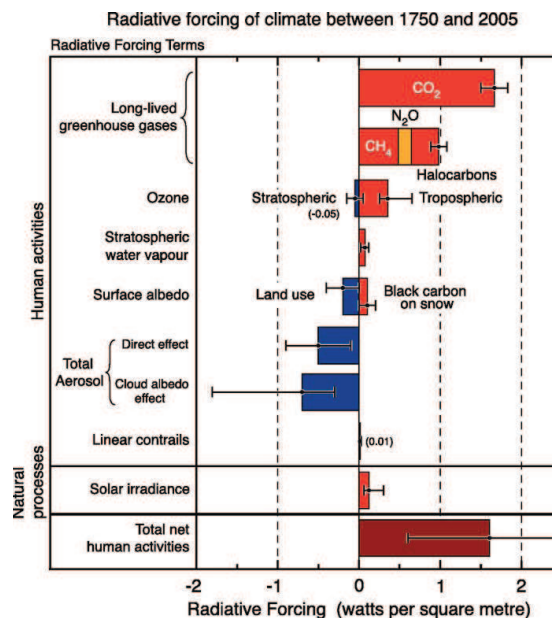 Radiative forcing of climate between 1750 and 2005
Radiative Forcing Terms
Human activities
Long-lived
greenhouse gases
CO2
N2O
CH4
Halocarbons
Ozone
Stratospheric
(-0.05)
Tropospheric
Stratospheric
water vapour
Surface albedo
Land use
Black carbon
on snow
Total
Aerosol
Direct effect
Cloud albedo
effect
Linear contrails
(0.01)
Natural
processes
Solar irradiance
Total net
human activities
-2 -1 0 1 2
Radiative Forcing (watts per square metre)